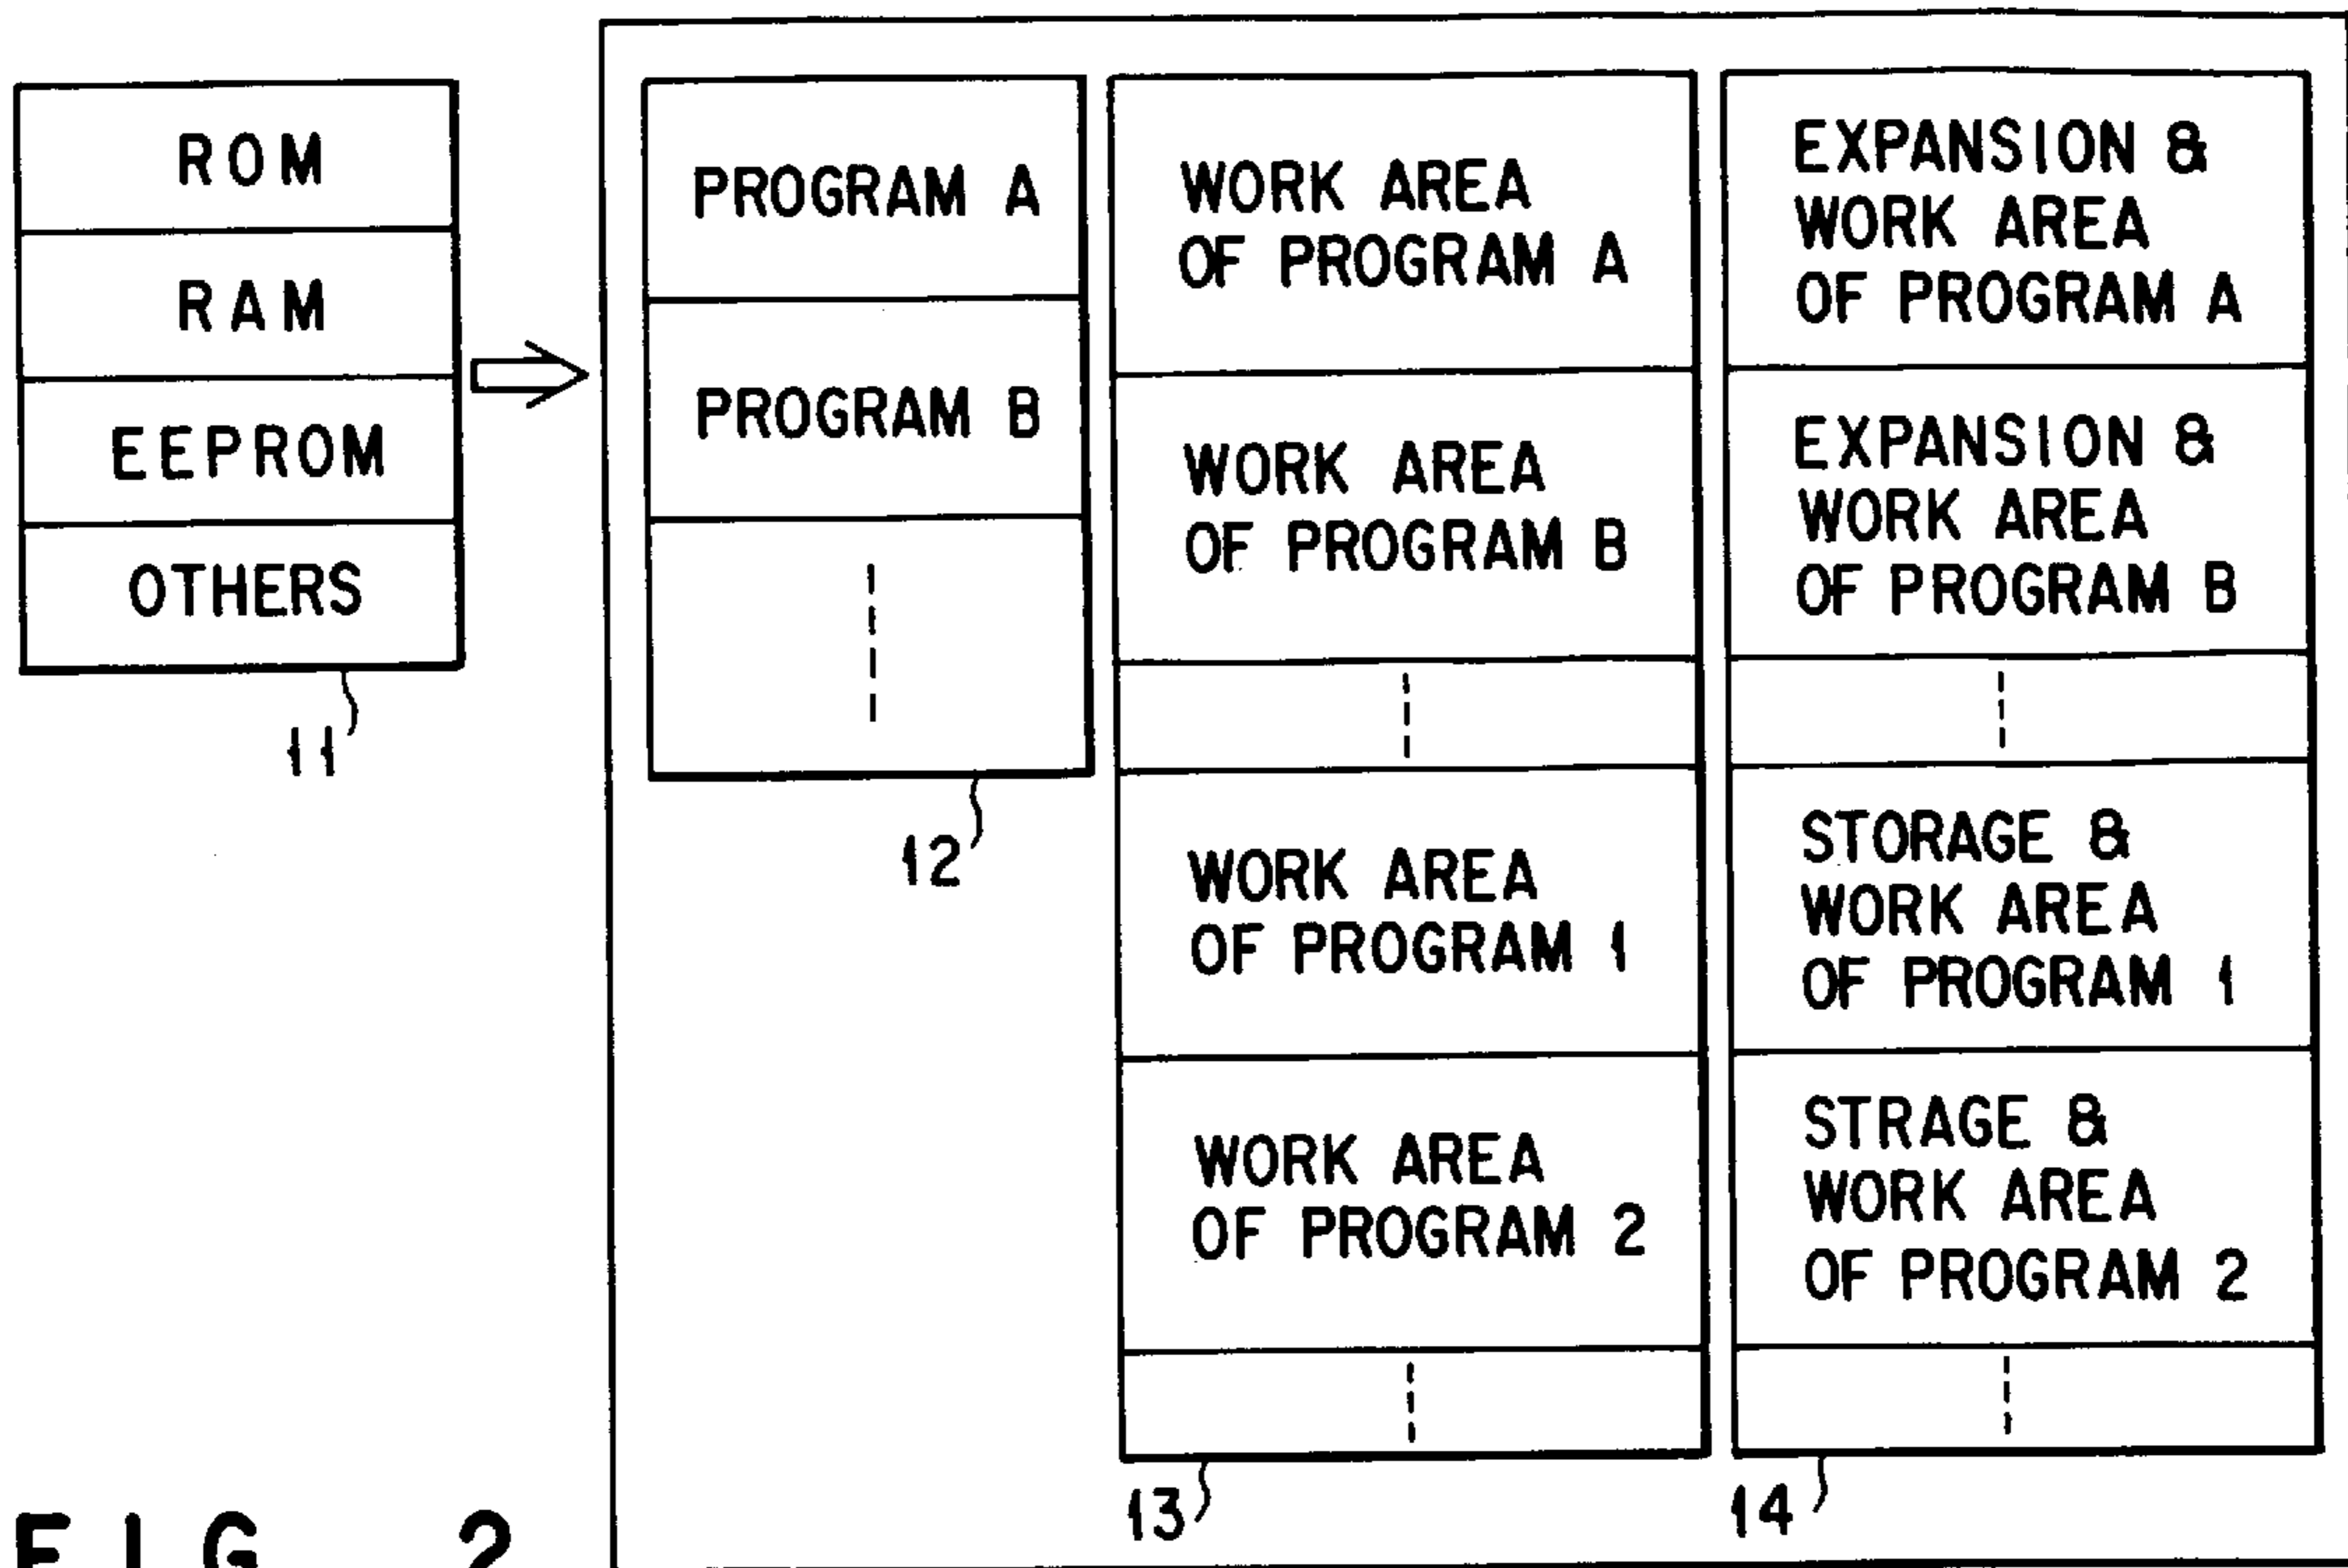 ROM
RAM
EEPROM
OTHERS
11
PROGRAM A
PROGRAM B
12
WORK AREA
OF PROGRAM A
WORK AREA
OF PROGRAM B
WORK AREA
OF PROGRAM 1
WORK AREA
OF PROGRAM 2
13
EXPANSION &
WORK AREA
OF PROGRAM A
EXPANSION &
WORK AREA
OF PROGRAM B
STORAGE &
WORK AREA
OF PROGRAM 1
STRAGE &
WORK AREA
OF PROGRAM 2
14
FIG 2